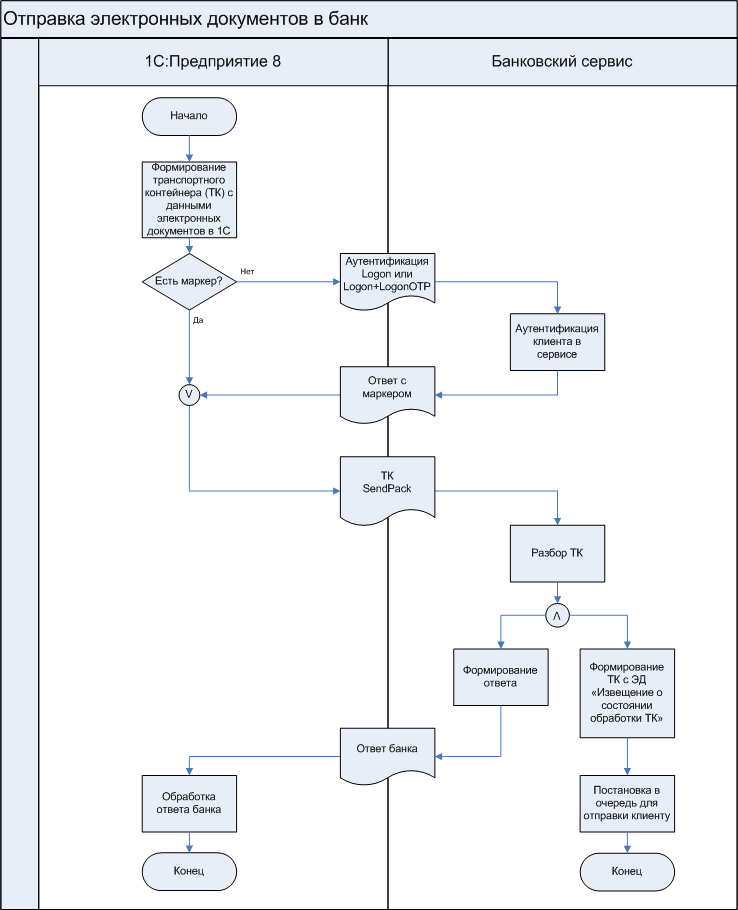 Отправка электронных документов в банк
1С:Предприятие 8
Банковский сервис
Начало
Формирование
транспортного
контейнера (ТК) с
данными
электронных
документов в 1С
Есть маркер?
Нет
Да
Аутентификация
Logon или
Logon+LogonOTP
Аутентификация
клиента в
сервисе
Ответ с
маркером
V
ТК
SendPack
Разбор ТК
Λ
Формирование
ответа
Формирование
ТК с ЭД
«Извещение о
состоянии
обработки ТК»
Ответ банка
Обработка
ответа банка
Постановка в
очередь для
отправки клиенту
Конец
Конец